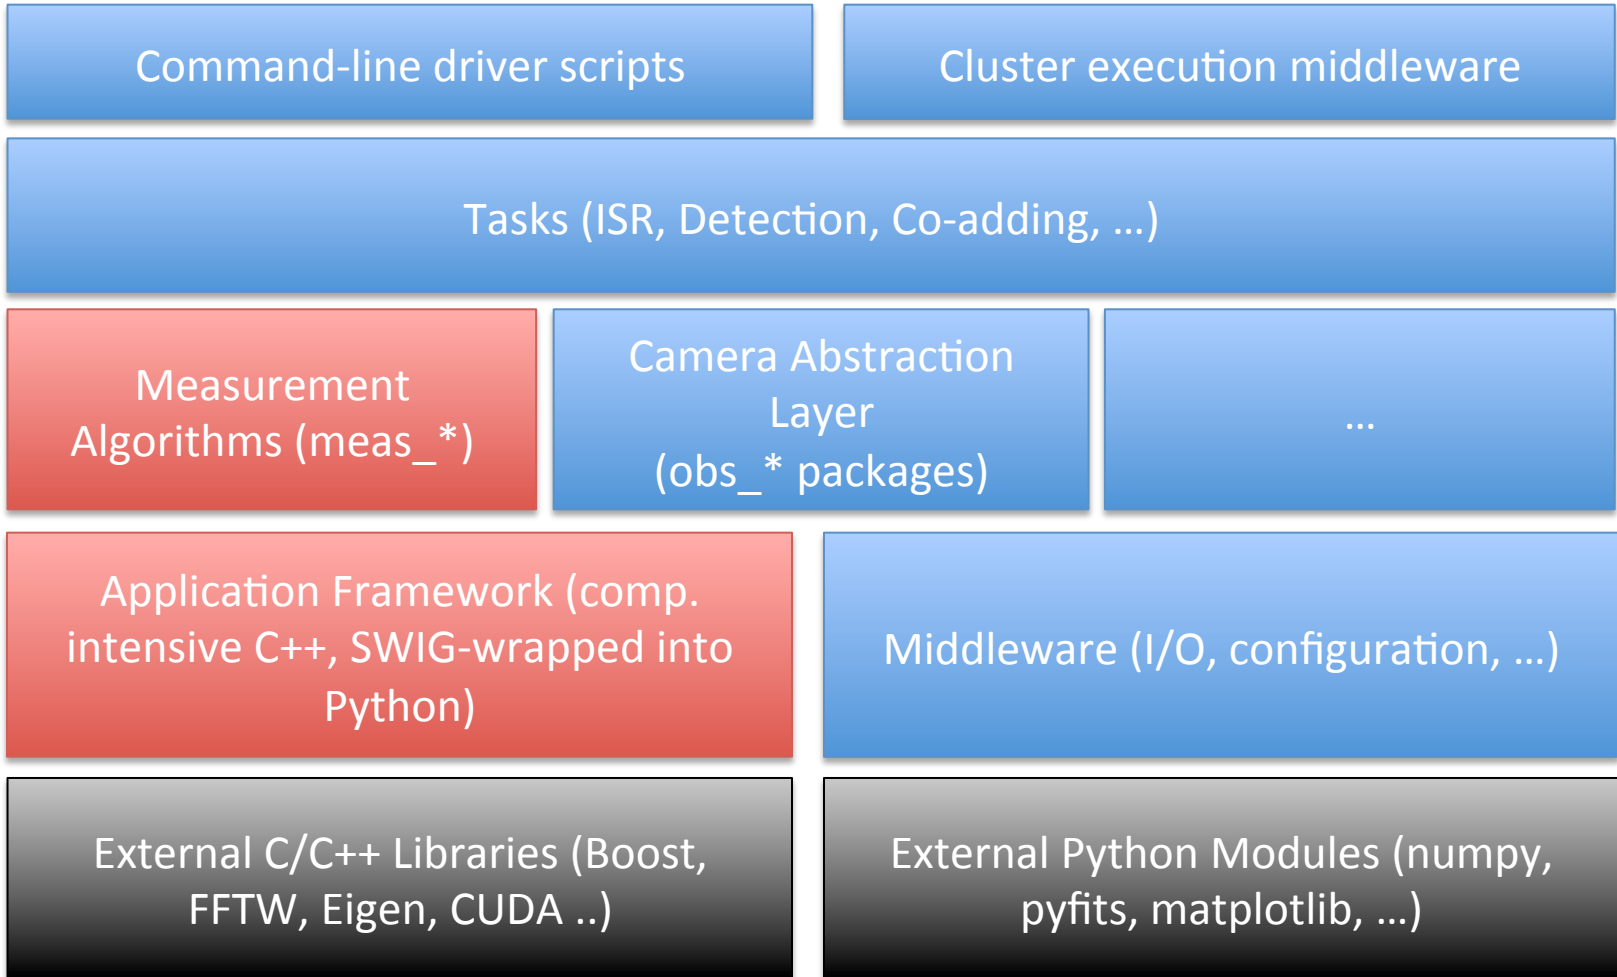 Command-line driver scripts
Cluster execution middleware
Tasks (ISR, Detection, Co-adding, …)
Measurement
Algorithms (meas_*)
Camera Abstraction
Layer
(obs_* packages)
…
Application Framework (comp.
intensive C++, SWIG-wrapped into
Python)
Middleware (I/O, configuration, …)
External C/C++ Libraries (Boost,
FFTW, Eigen, CUDA ..)
External Python Modules (numpy,
pyfits, matplotlib, …)